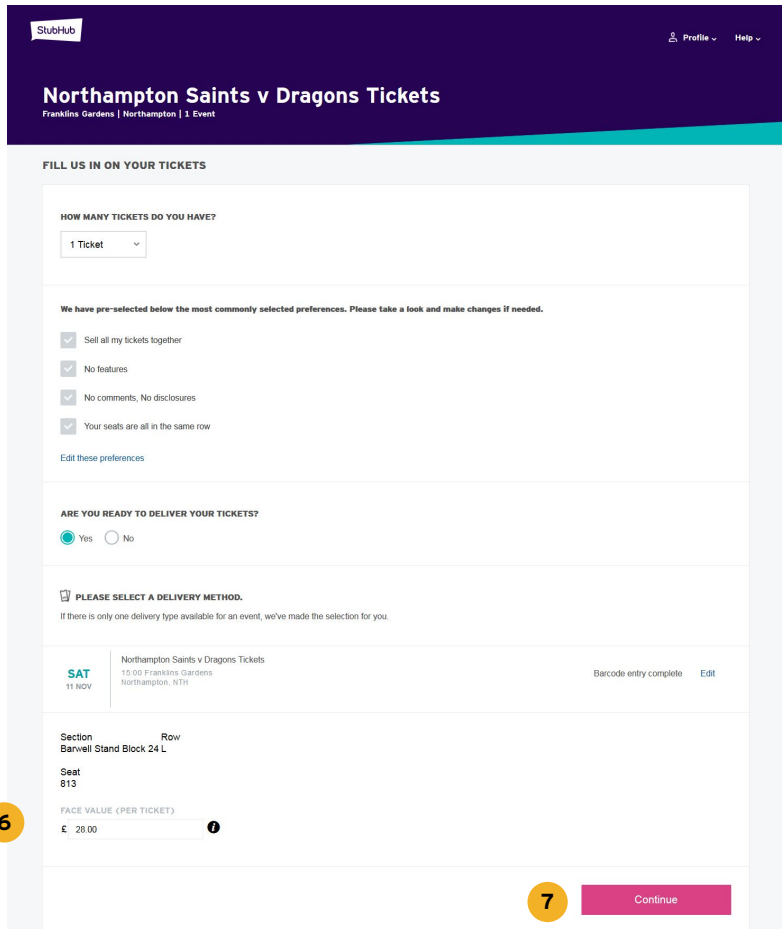 StubHub
Profile Help
Northampton Saints v Dragons Tickets
Franklins Gardens | Northampton | 1 Event
FILL US IN ON YOUR TICKETS
HOW MANY TICKETS DO YOU HAVE?
1 Ticket
We have pre-selected below the most commonly selected preferences. Please take a look and make changes if needed.
Sell all my tickets together
No features
No comments, No disclosures
Your seats are all in the same row
Edit these preferences
ARE YOU READY TO DELIVER YOUR TICKETS?
Yes No
PLEASE SELECT A DELIVERY METHOD.
If there is only one delivery type available for an event, we've made the selection for you.
SAT
11 NOV
Northampton Saints v Dragons Tickets
15:00 Franklins Gardens
Northampton, NTH
Barcode entry complete Edit
Section Row
Barwell Stand Block 24 L
Seat
813
FACE VALUE (PER TICKET)
6 £ 28.00 i
7 Continue